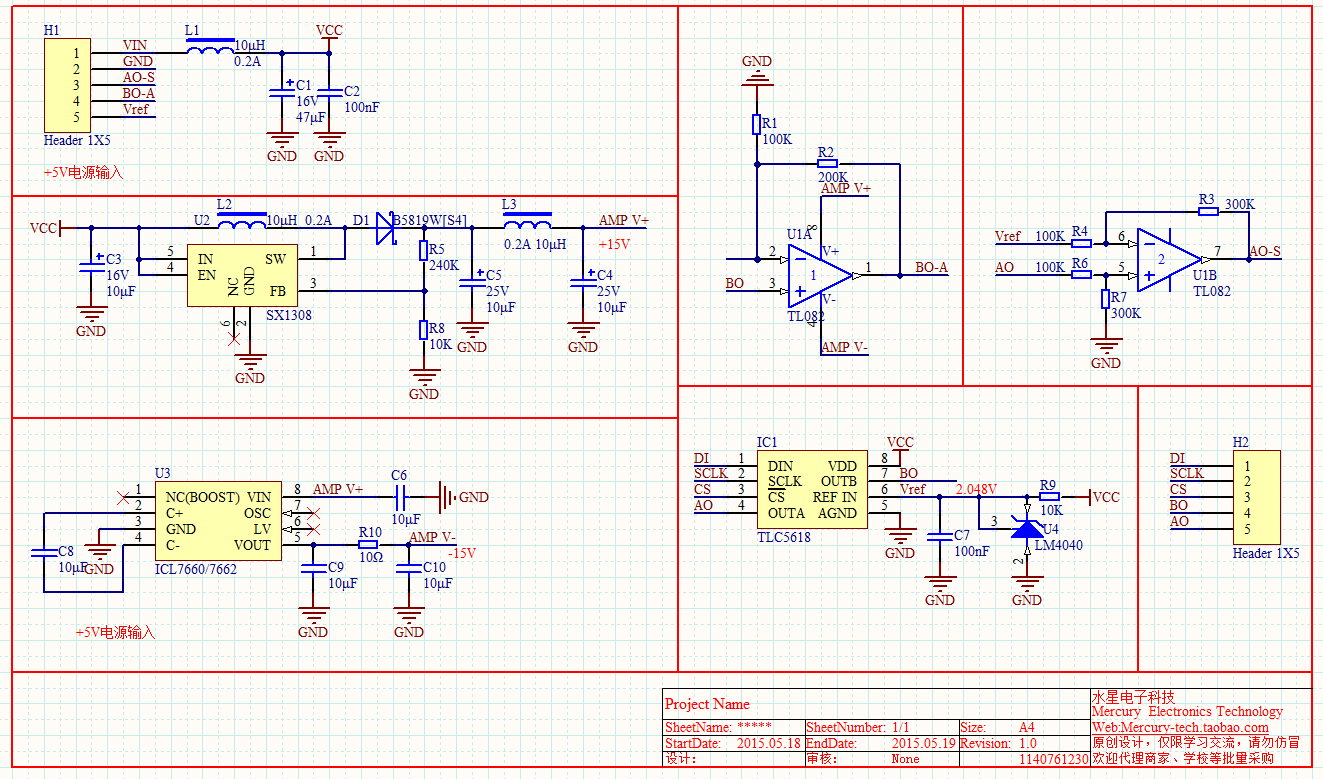 H1
1 VIN
2 GND
3 AO-S
4 BO-A
5 Vref
Header 1X5
+5V电源输入
L1
10μH
0.2A
VCC
C1
16V
47μF
GND
C2
100nF
GND
VCC
C3
16V
10μF
GND
U2
L2
10μH 0.2A
5 IN
4 EN
SW 1
FB 3
NC
GND
6
2
SX1308
GND
D1
B5819W[S4]
R5
240K
R8
10K
GND
C5
25V
10μF
GND
L3
0.2A 10μH
AMP V+
+15V
C4
25V
10μF
GND
U3
1 NC(BOOST)
2 C+
3 GND
4 C-
VIN 8
OSC 7
LV 6
VOUT 5
ICL7660/7662
C8
10μF
GND
AMP V+
C6
10μF
GND
R10
10Ω
AMP V-
-15V
C9
10μF
GND
C10
10μF
GND
+5V电源输入
GND
R1
100K
R2
200K
AMP V+
8
U1A
V+
2
BO 3
1
1 BO-A
V-
TL082
4
AMP V-
R3 300K
Vref 100K R4 6
AO 100K R6 5
2
7 AO-S
U1B
TL082
R7
300K
GND
IC1
DI 1 DIN
SCLK 2 SCLK
CS 3 CS
AO 4 OUTA
VDD 8
OUTB 7 BO
REF IN 6 Vref
AGND 5
TLC5618
VCC
GND
2.048V
C7
100nF
GND
R9
10K
VCC
3
U4
LM4040
2
GND
H2
DI 1
SCLK 2
CS 3
BO 4
AO 5
Header 1X5
Project Name
SheetName: ***** SheetNumber: 1/1 Size: A4
StartDate: 2015.05.18 EndDate: 2015.05.19 Revision: 1.0
设计: 审核: None 1140761230
水星电子科技
Mercury Electronics Technology
Web:Mercury-tech.taobao.com
原创设计，仅限学习交流，请勿仿冒
欢迎代理商家、学校等批量采购